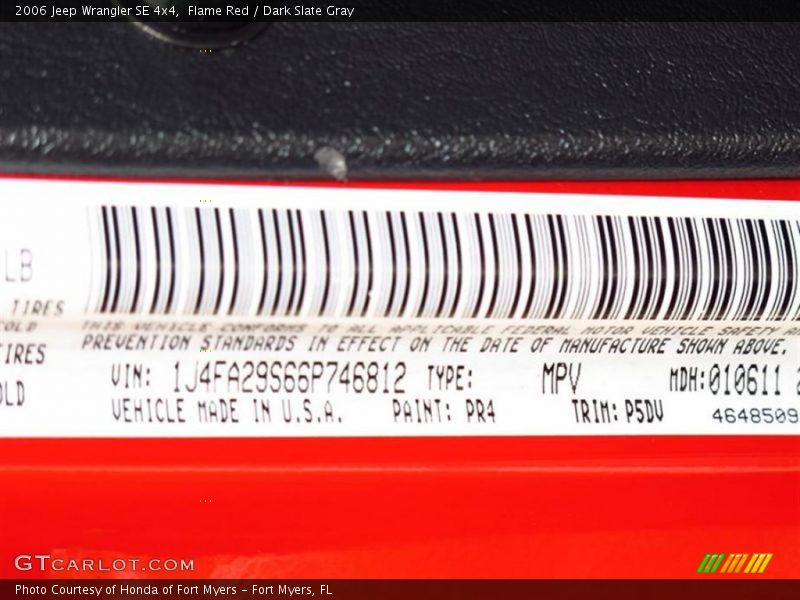 2006 Jeep Wrangler SE 4x4, Flame Red / Dark Slate Gray
LB
TIRES
COLD
TIRES
OLD
THIS VEHICLE CONFORMS TO ALL APPLICABLE FEDERAL MOTOR VEHICLE SAFETY
PREVENTION STANDARDS IN EFFECT ON THE DATE OF MANUFACTURE SHOWN ABOVE.
VIN: 1J4FA29S66P746812 TYPE: MPV MDH:010611
VEHICLE MADE IN U.S.A. PAINT: PR4 TRIM: P5DV 4648509
GTCARLOT.COM
Photo Courtesy of Honda of Fort Myers - Fort Myers, FL